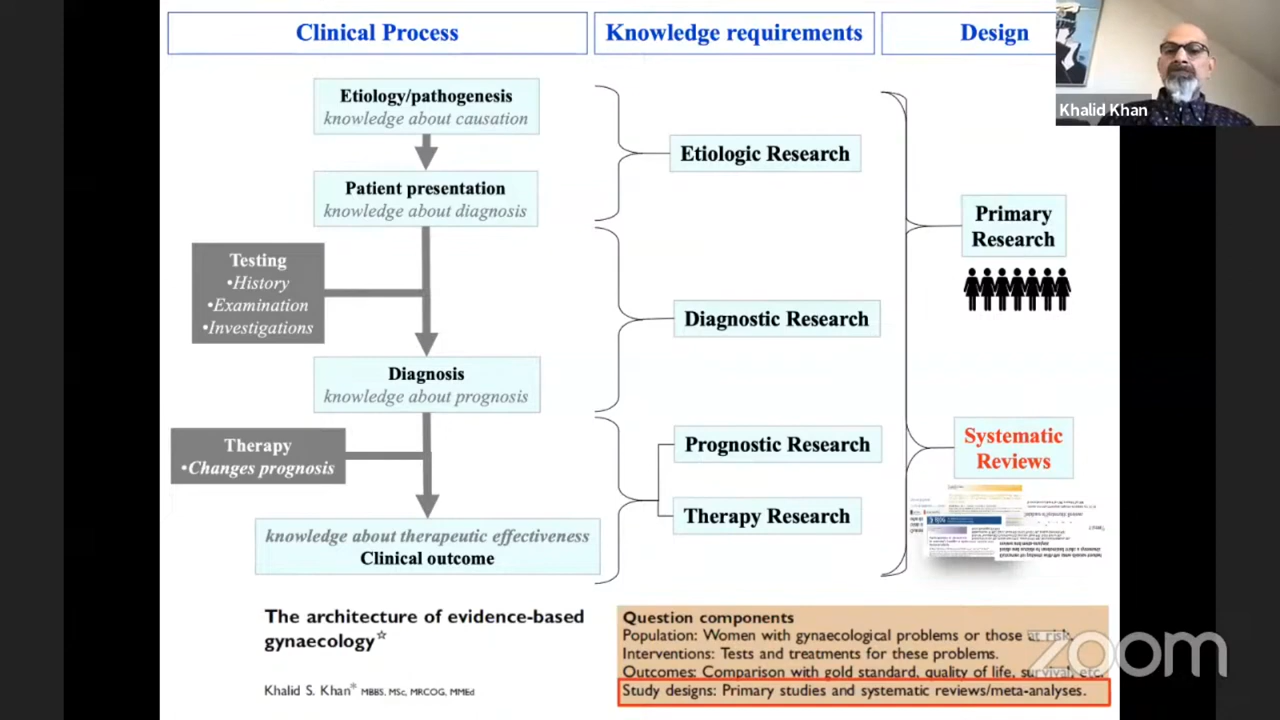 Clinical Process
Knowledge requirements
Design
Khalid Khan
Etiology/pathogenesis
knowledge about causation
Patient presentation
knowledge about diagnosis
Testing
•History
•Examination
•Investigations
Diagnosis
knowledge about prognosis
Therapy
•Changes prognosis
knowledge about therapeutic effectiveness
Clinical outcome
Etiologic Research
Diagnostic Research
Prognostic Research
Therapy Research
Primary
Research
Systematic
Reviews
The architecture of evidence-based
gynaecology☆
Khalid S. Khan* MBBS, MSc, MRCOG, MMEd
Question components
Population: Women with gynaecological problems or those at risk.
Interventions: Tests and treatments for these problems.
Outcomes: Comparison with gold standard, quality of life, survival, etc.
Study designs: Primary studies and systematic reviews/meta-analyses.
zoom